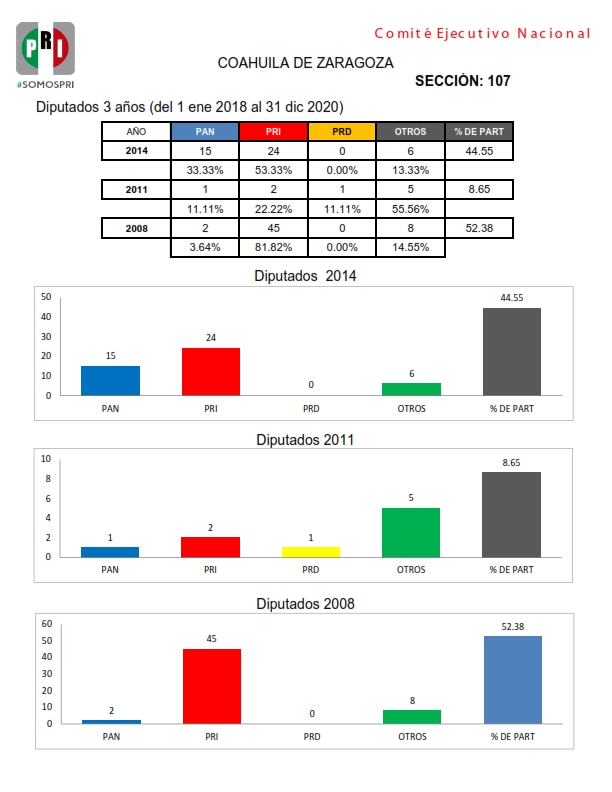 Comité Ejecutivo Nacional
PRI
#SOMOSPRI
COAHUILA DE ZARAGOZA
SECCIÓN: 107
Diputados 3 años (del 1 ene 2018 al 31 dic 2020)
AÑO PAN PRI PRD OTROS % DE PART
2014 15 24 0 6 44.55
33.33% 53.33% 0.00% 13.33%
2011 1 2 1 5 8.65
11.11% 22.22% 11.11% 55.56%
2008 2 45 0 8 52.38
3.64% 81.82% 0.00% 14.55%
Diputados 2014
50
40
30
20
10
0
15 24 0 6 44.55
PAN PRI PRD OTROS % DE PART
Diputados 2011
10
8
6
4
2
0
1 2 1 5 8.65
PAN PRI PRD OTROS % DE PART
Diputados 2008
60
50
40
30
20
10
0
2 45 0 8 52.38
PAN PRI PRD OTROS % DE PART